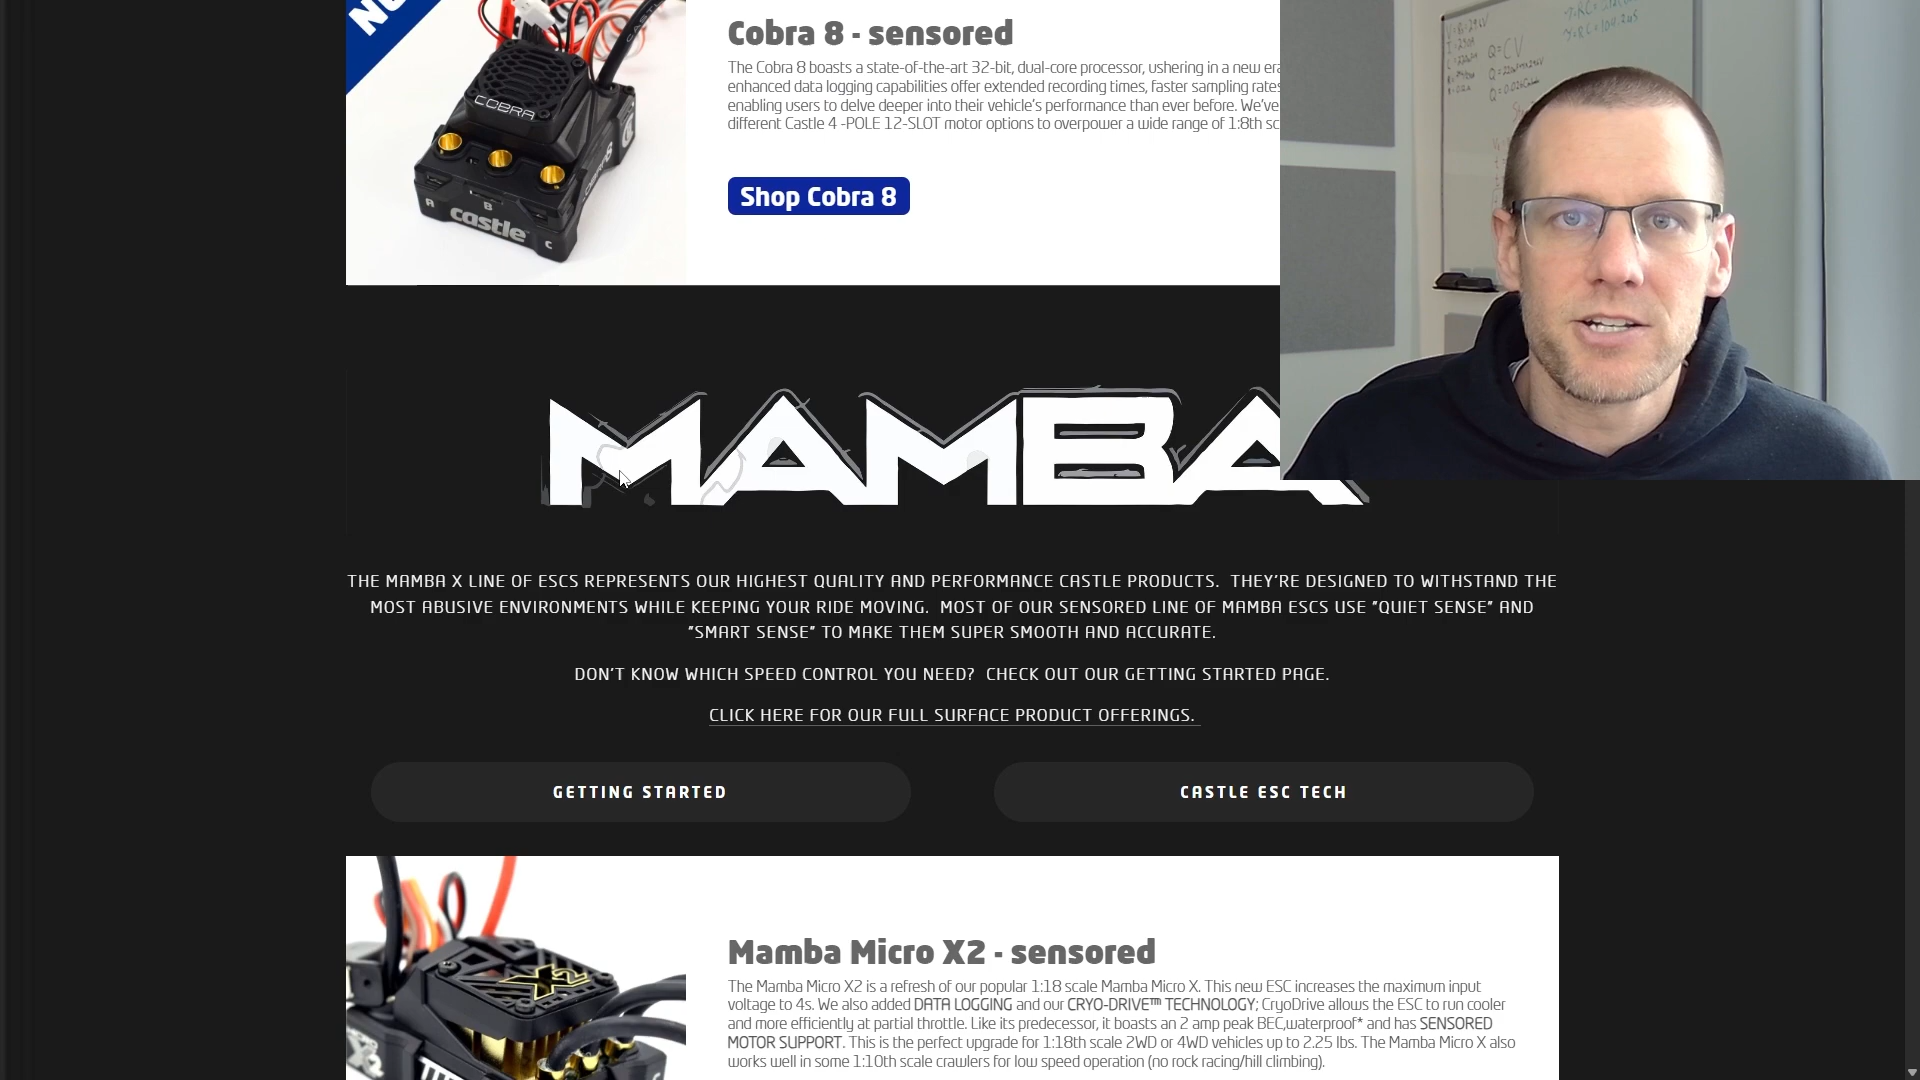 Cobra 8 - sensored
The Cobra 8 boasts a state-of-the-art 32-bit, dual-core processor, ushering in a new era
enhanced data logging capabilities offer extended recording times, faster sampling rates
enabling users to delve deeper into their vehicle's performance than ever before. We've
different Castle 4 -POLE 12-SLOT motor options to overpower a wide range of 1:8th sc
Shop Cobra 8
COBRA
A
B
C
castle
MAMBA
THE MAMBA X LINE OF ESCS REPRESENTS OUR HIGHEST QUALITY AND PERFORMANCE CASTLE PRODUCTS. THEY'RE DESIGNED TO WITHSTAND THE
MOST ABUSIVE ENVIRONMENTS WHILE KEEPING YOUR RIDE MOVING. MOST OF OUR SENSORED LINE OF MAMBA ESCS USE "QUIET SENSE" AND
"SMART SENSE" TO MAKE THEM SUPER SMOOTH AND ACCURATE.
DON'T KNOW WHICH SPEED CONTROL YOU NEED? CHECK OUT OUR GETTING STARTED PAGE.
CLICK HERE FOR OUR FULL SURFACE PRODUCT OFFERINGS.
GETTING STARTED
CASTLE ESC TECH
X2
Mamba Micro X2 - sensored
The Mamba Micro X2 is a refresh of our popular 1:18 scale Mamba Micro X. This new ESC increases the maximum input
voltage to 4s. We also added DATA LOGGING and our CRYO-DRIVE™ TECHNOLOGY; CryoDrive allows the ESC to run cooler
and more efficiently at partial throttle. Like its predecessor, it boasts an 2 amp peak BEC,waterproof* and has SENSORED
MOTOR SUPPORT. This is the perfect upgrade for 1:18th scale 2WD or 4WD vehicles up to 2.25 lbs. The Mamba Micro X also
works well in some 1:10th scale crawlers for low speed operation (no rock racing/hill climbing).
Q=CV